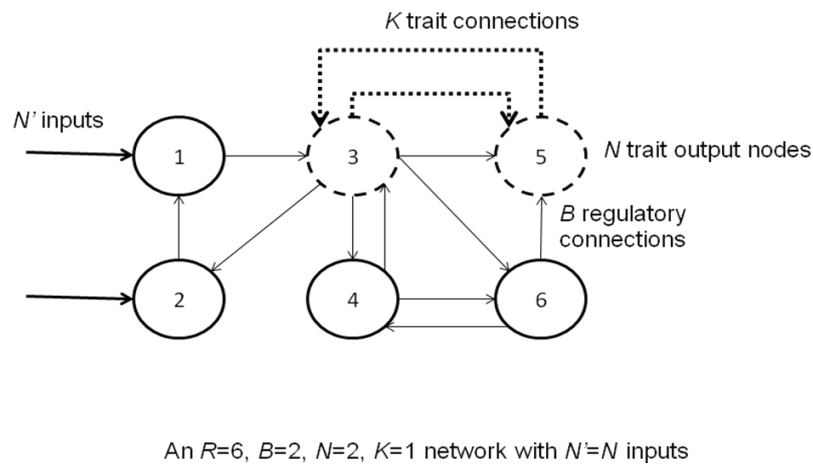 K trait connections
N' inputs
1
3
5
N trait output nodes
B regulatory
connections
2
4
6
An R=6, B=2, N=2, K=1 network with N'=N inputs